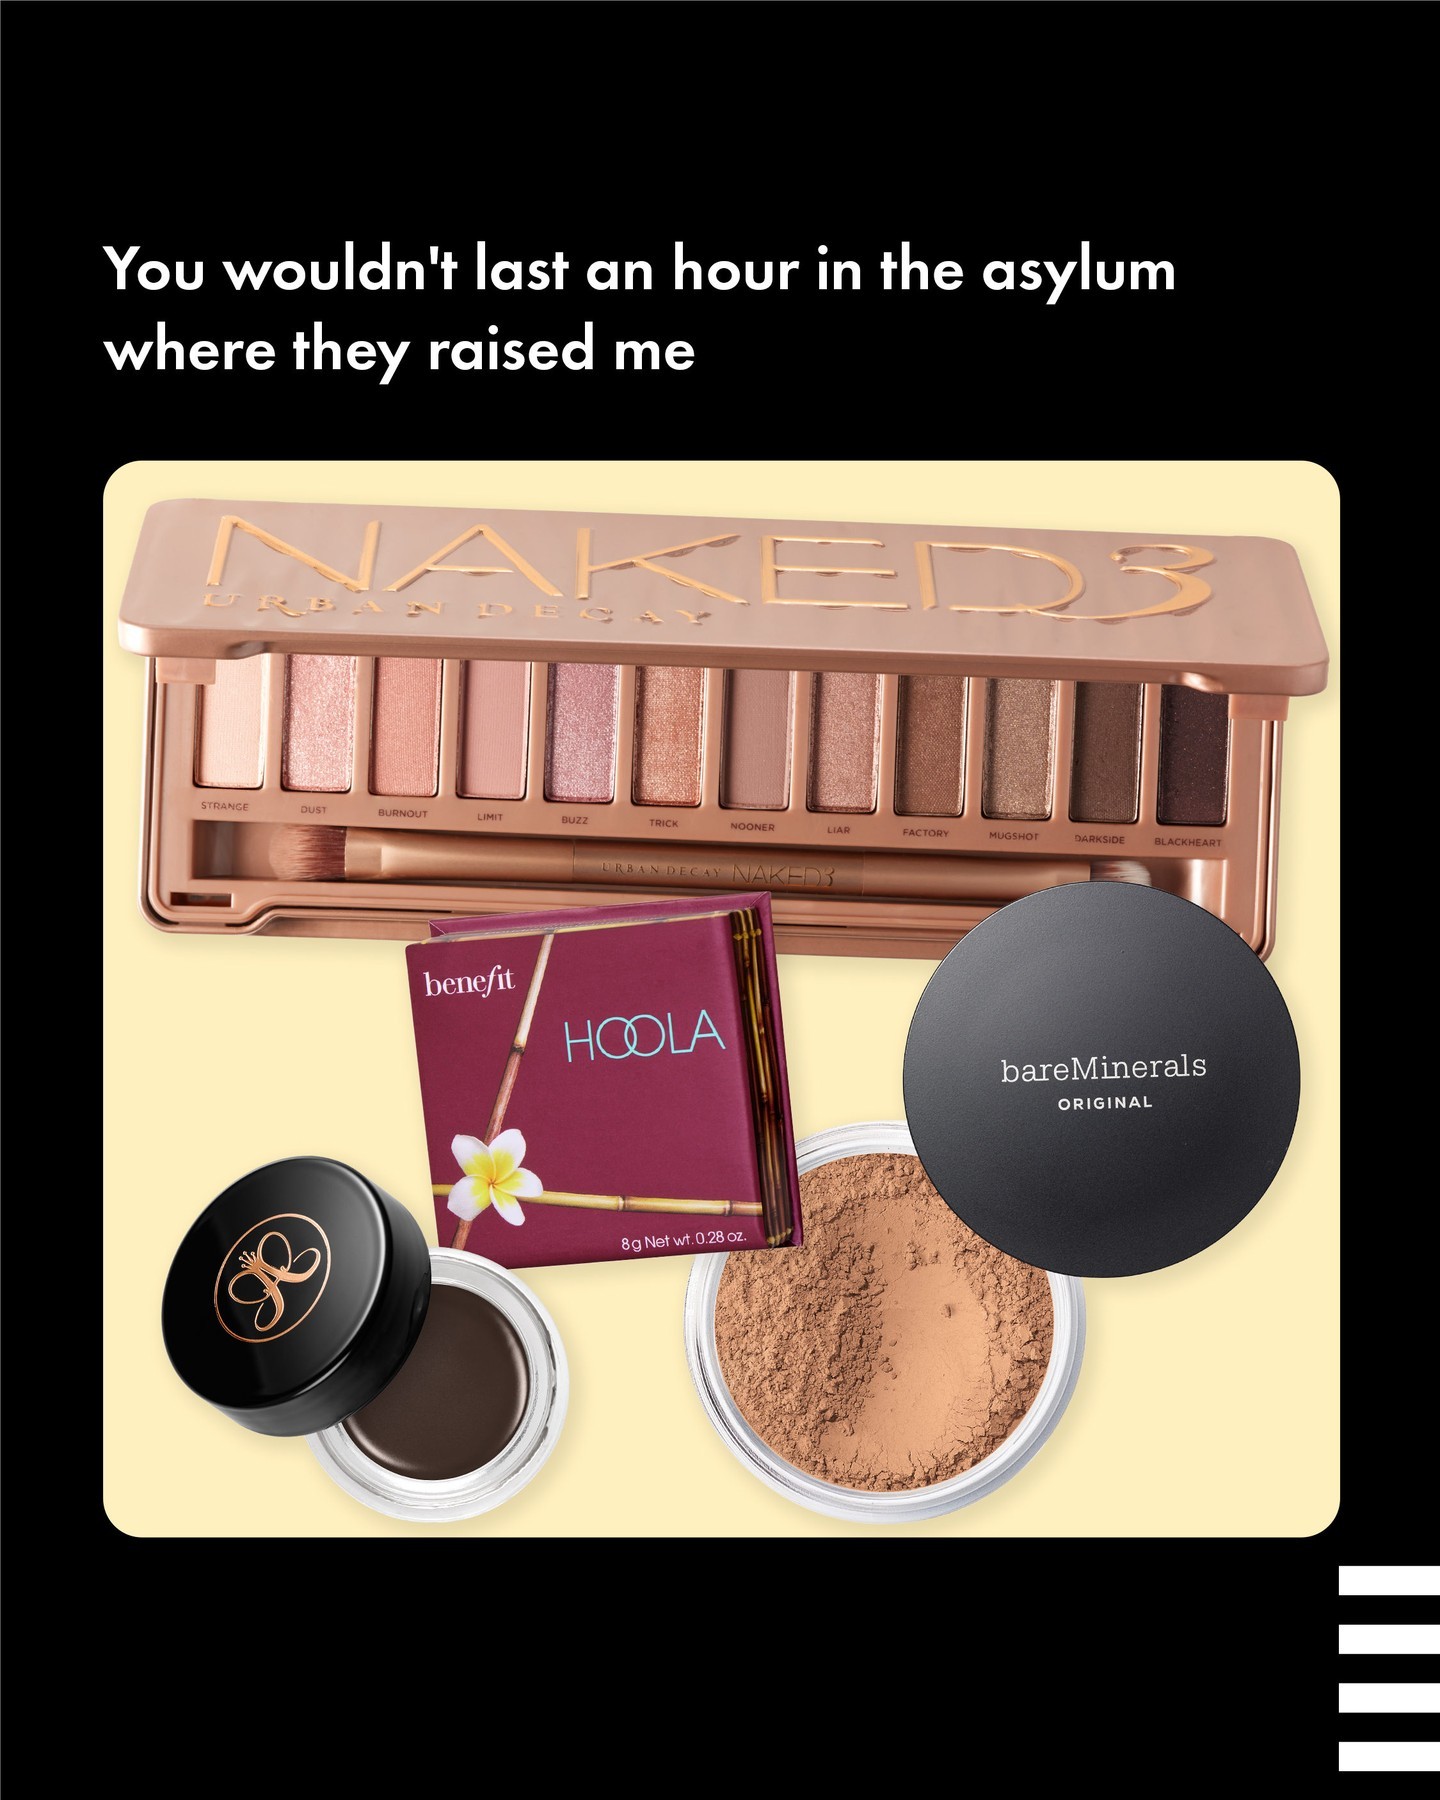 You wouldn't last an hour in the asylum
where they raised me
NAKED3
URBAN DECAY
STRANGE DUST BURNOUT LIMIT BUZZ TRICK NOONER LIAR FACTORY MUGSHOT DARKSIDE BLACKHEART
URBAN DECAY NAKED3
benefit
HOOLA
8g Net wt. 0.28 oz.
bareMinerals
ORIGINAL